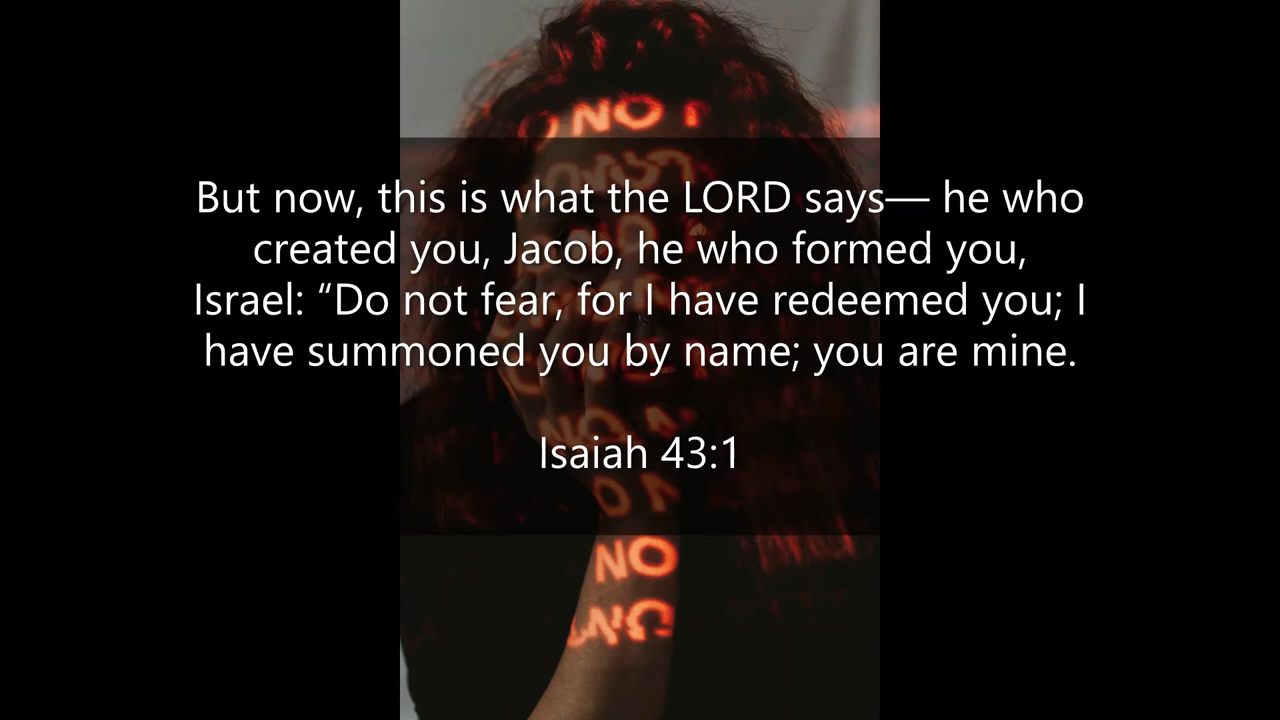 NO T
But now, this is what the LORD says— he who
created you, Jacob, he who formed you,
Israel: “Do not fear, for I have redeemed you; I
have summoned you by name; you are mine.
Isaiah 43:1
NO
NO